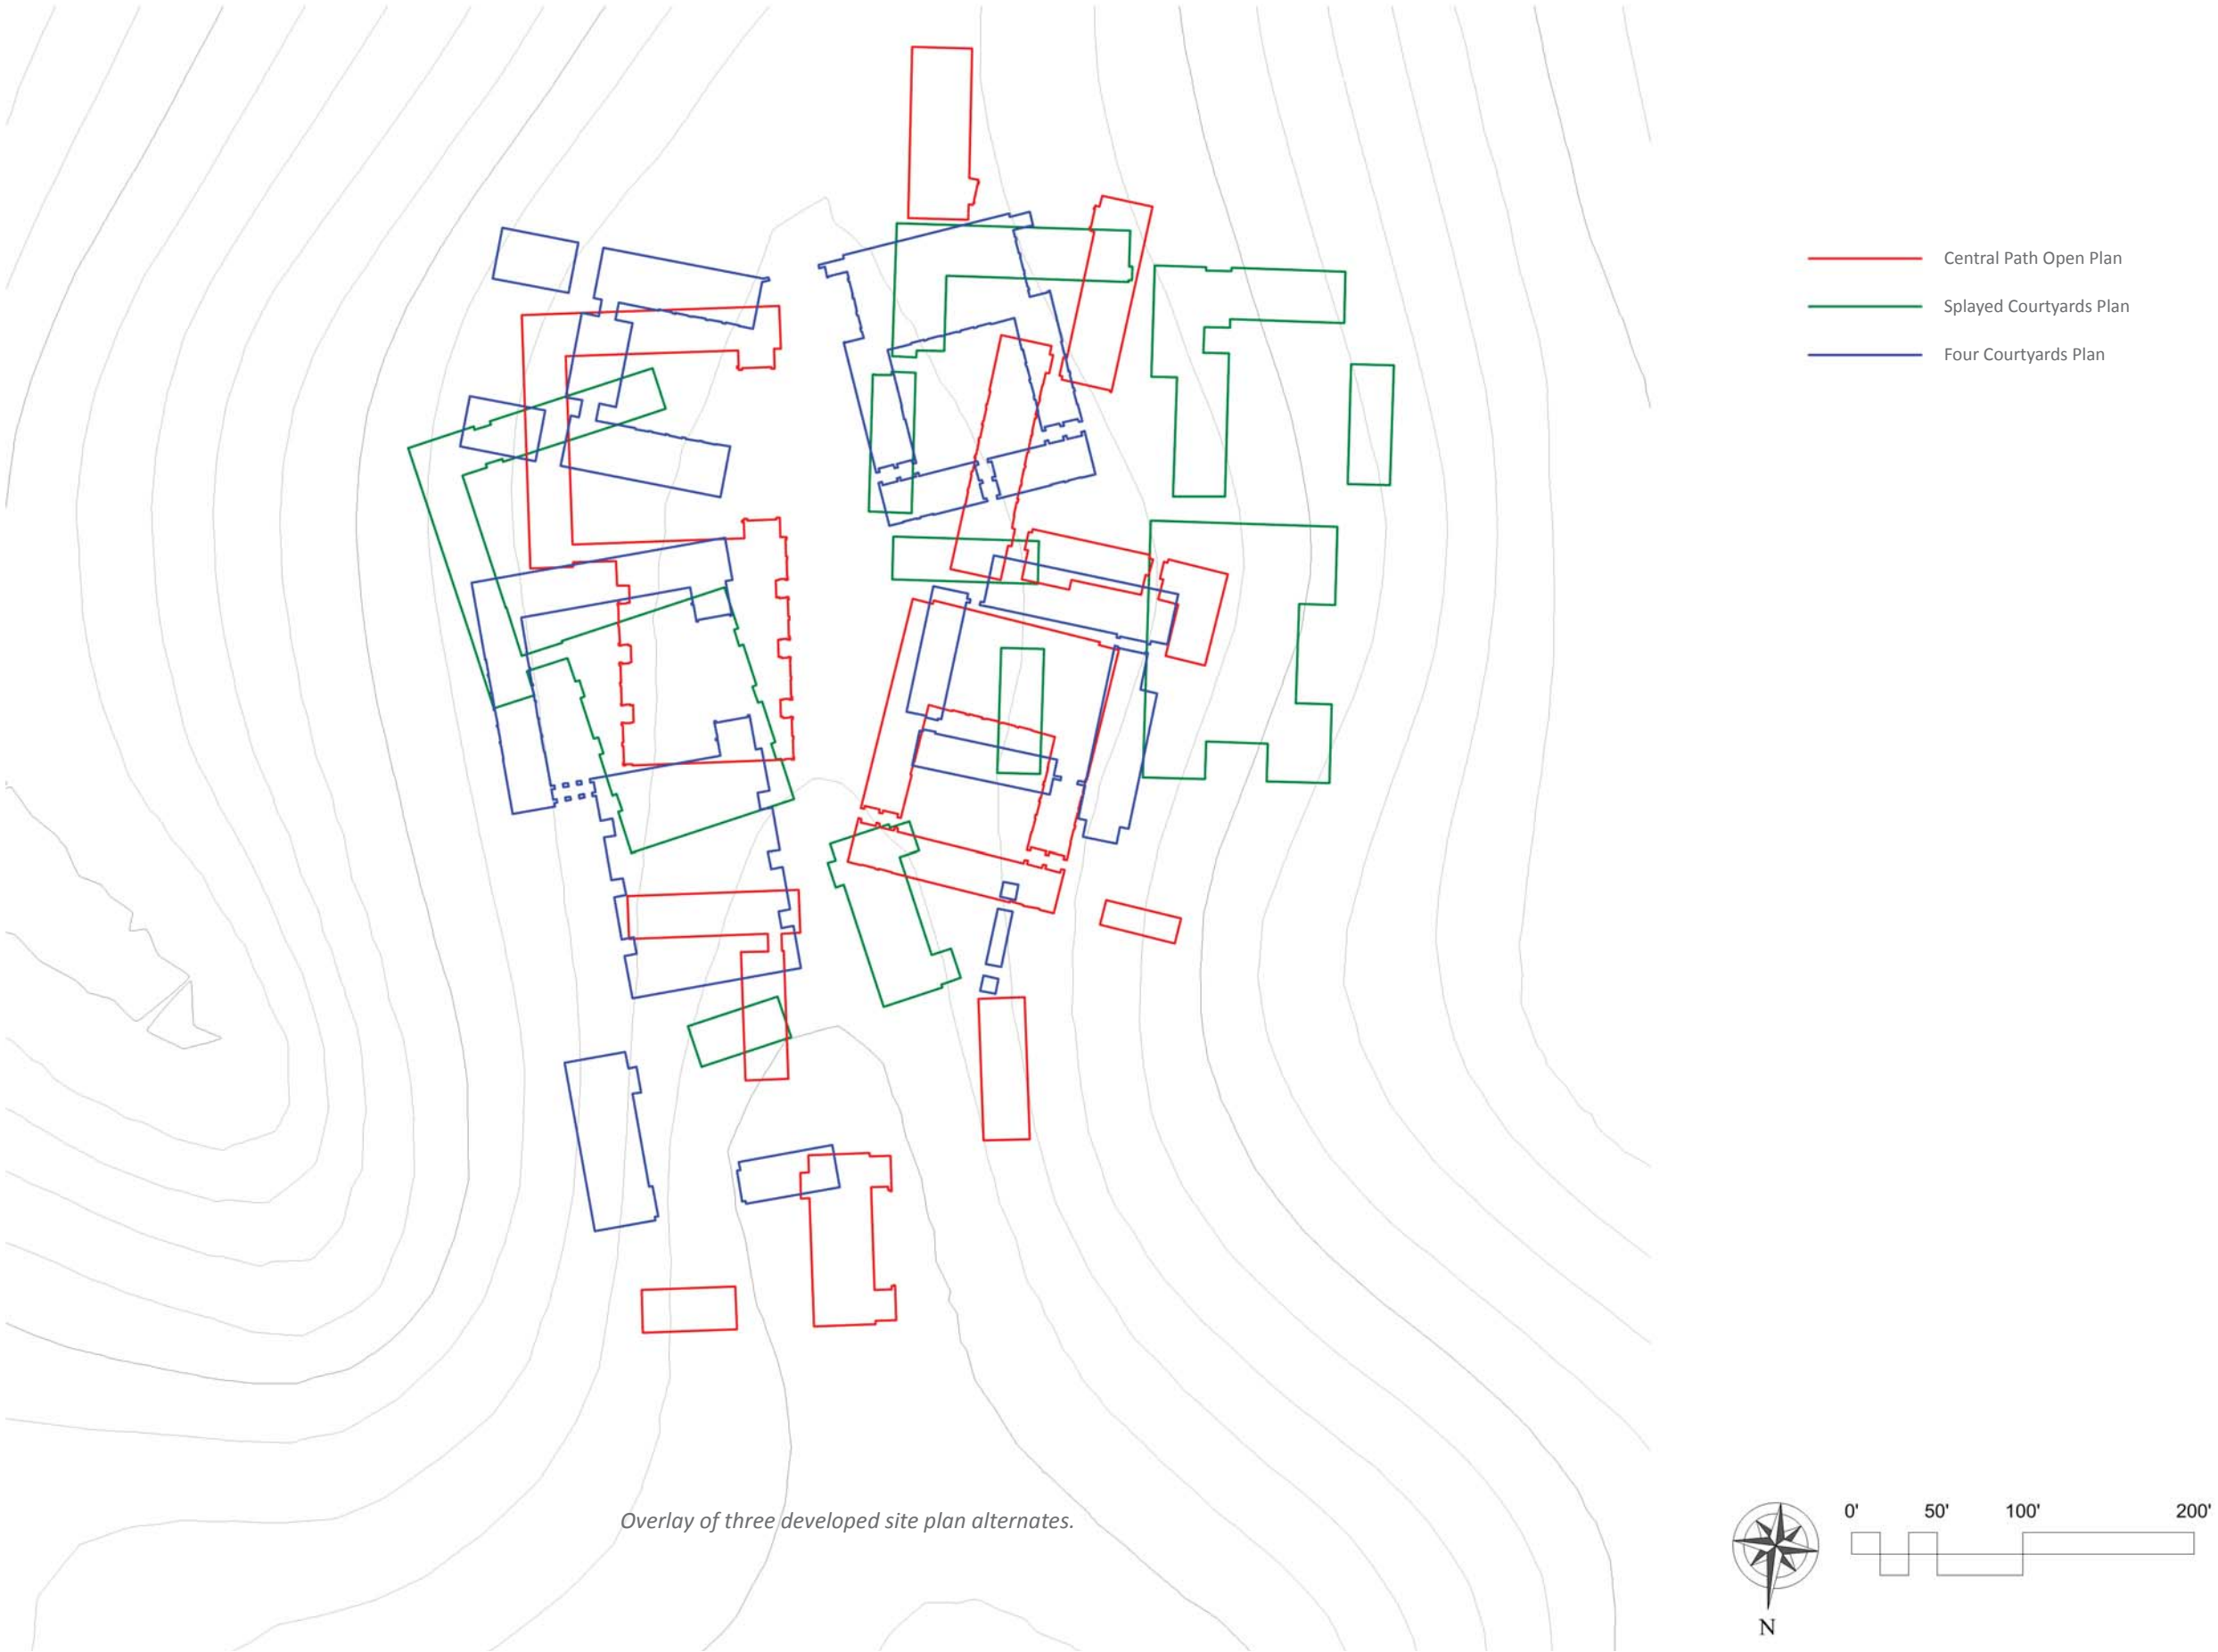 Central Path Open Plan
Splayed Courtyards Plan
Four Courtyards Plan
Overlay of three developed site plan alternates.
0' 50' 100' 200'
N